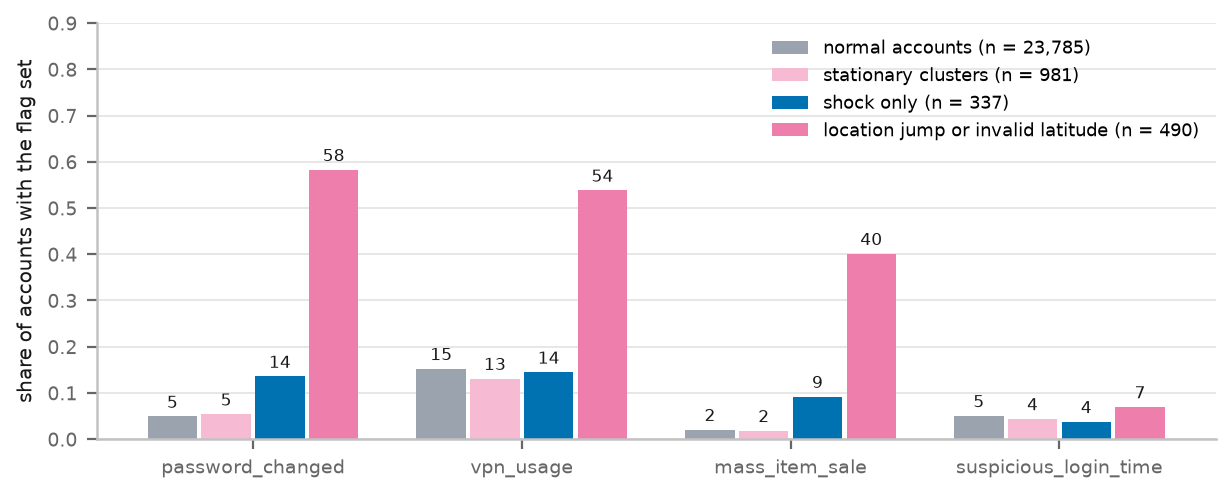 share of accounts with the flag set
0.9
0.8
0.7
0.6
0.5
0.4
0.3
0.2
0.1
0.0
normal accounts (n = 23,785)
stationary clusters (n = 981)
shock only (n = 337)
location jump or invalid latitude (n = 490)
5
5
14
58
15
13
14
54
2
2
9
40
5
4
4
7
password_changed
vpn_usage
mass_item_sale
suspicious_login_time